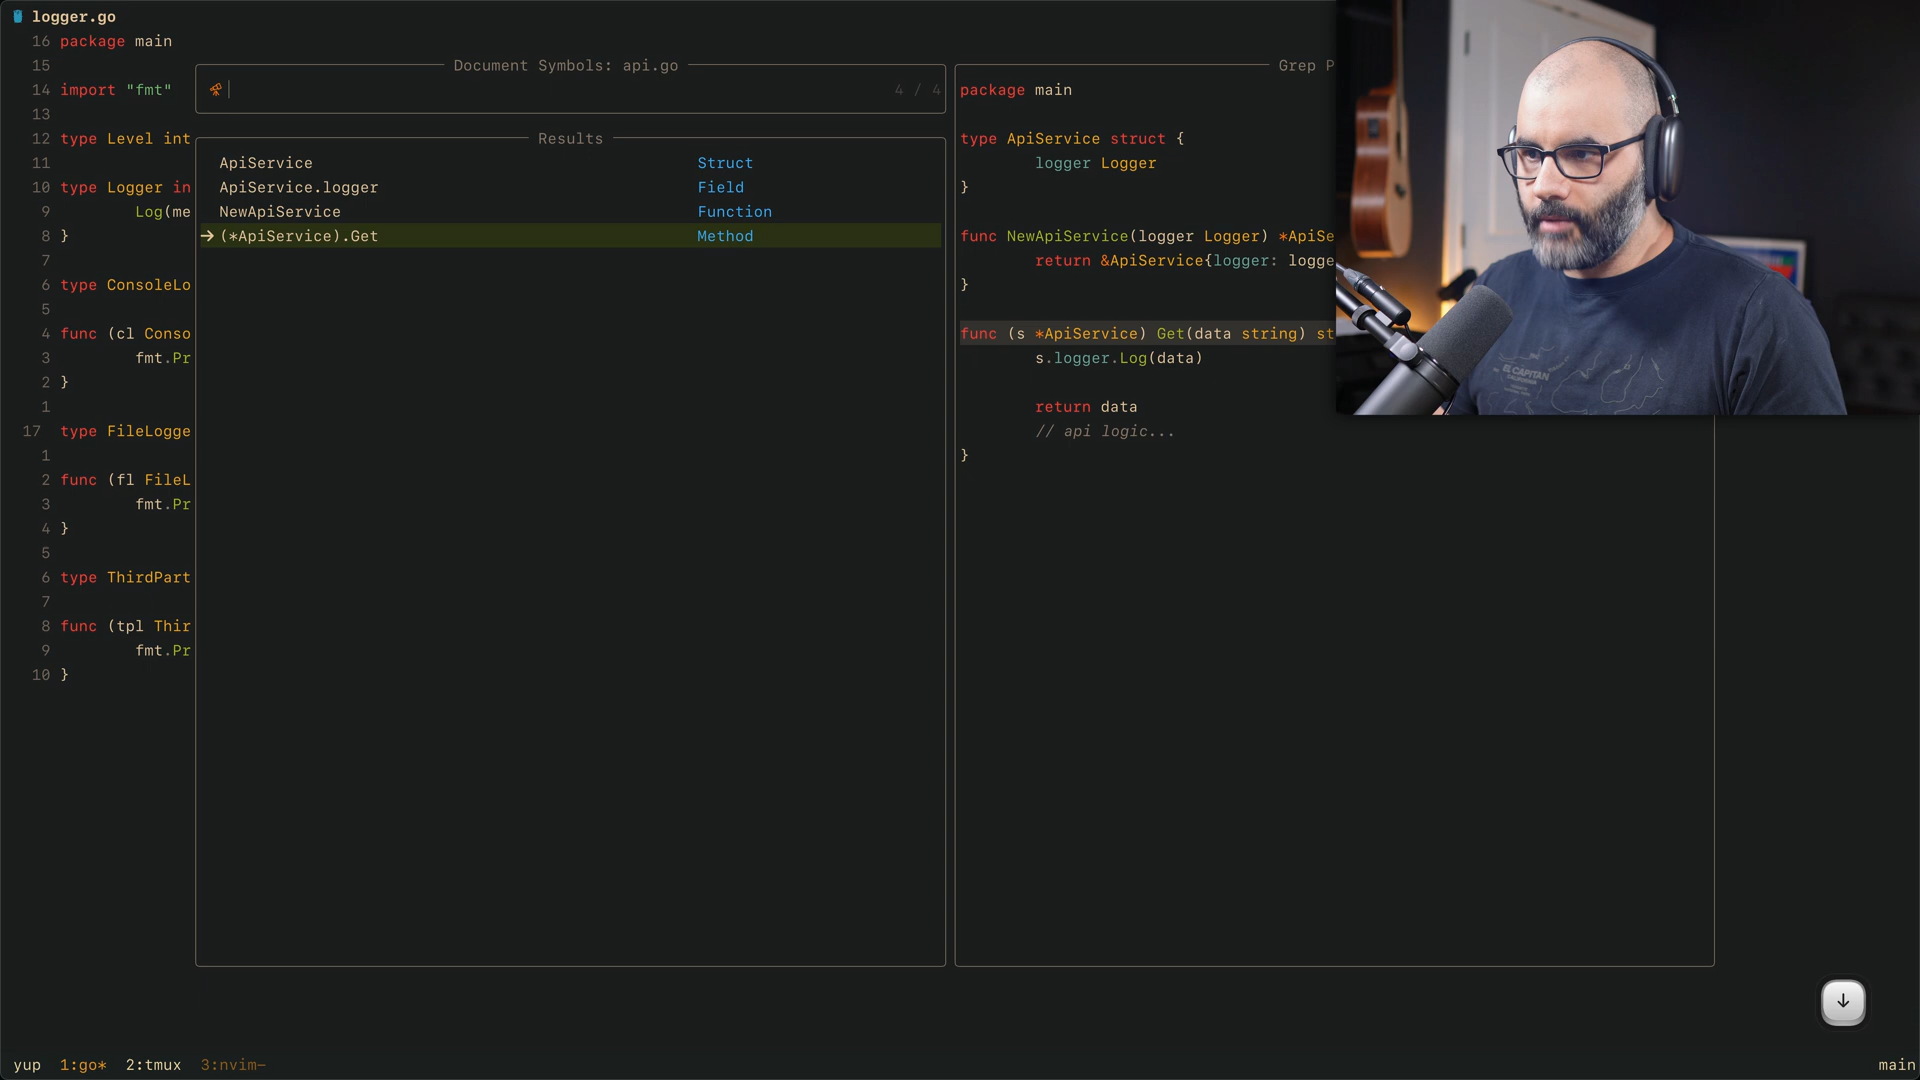 logger.go
16 package main
15
14 import "fmt"
13
12 type Level int
11
10 type Logger in
9 Log(me
8 }
7
6 type ConsoleLo
5
4 func (cl Conso
3 fmt.Pr
2 }
1
17 type FileLogge
1
2 func (fl FileL
3 fmt.Pr
4 }
5
6 type ThirdPart
7
8 func (tpl Thir
9 fmt.Pr
10 }
Document Symbols: api.go
4 / 4
Results
ApiService Struct
ApiService.logger Field
NewApiService Function
→ (*ApiService).Get Method
Grep P
package main
type ApiService struct {
logger Logger
}
func NewApiService(logger Logger) *ApiSe
return &ApiService{logger: logge
}
func (s *ApiService) Get(data string) st
s.logger.Log(data)
return data
// api logic...
}
EL CAPITAN
CALIFORNIA
↓
yup 1:go* 2:tmux 3:nvim- main